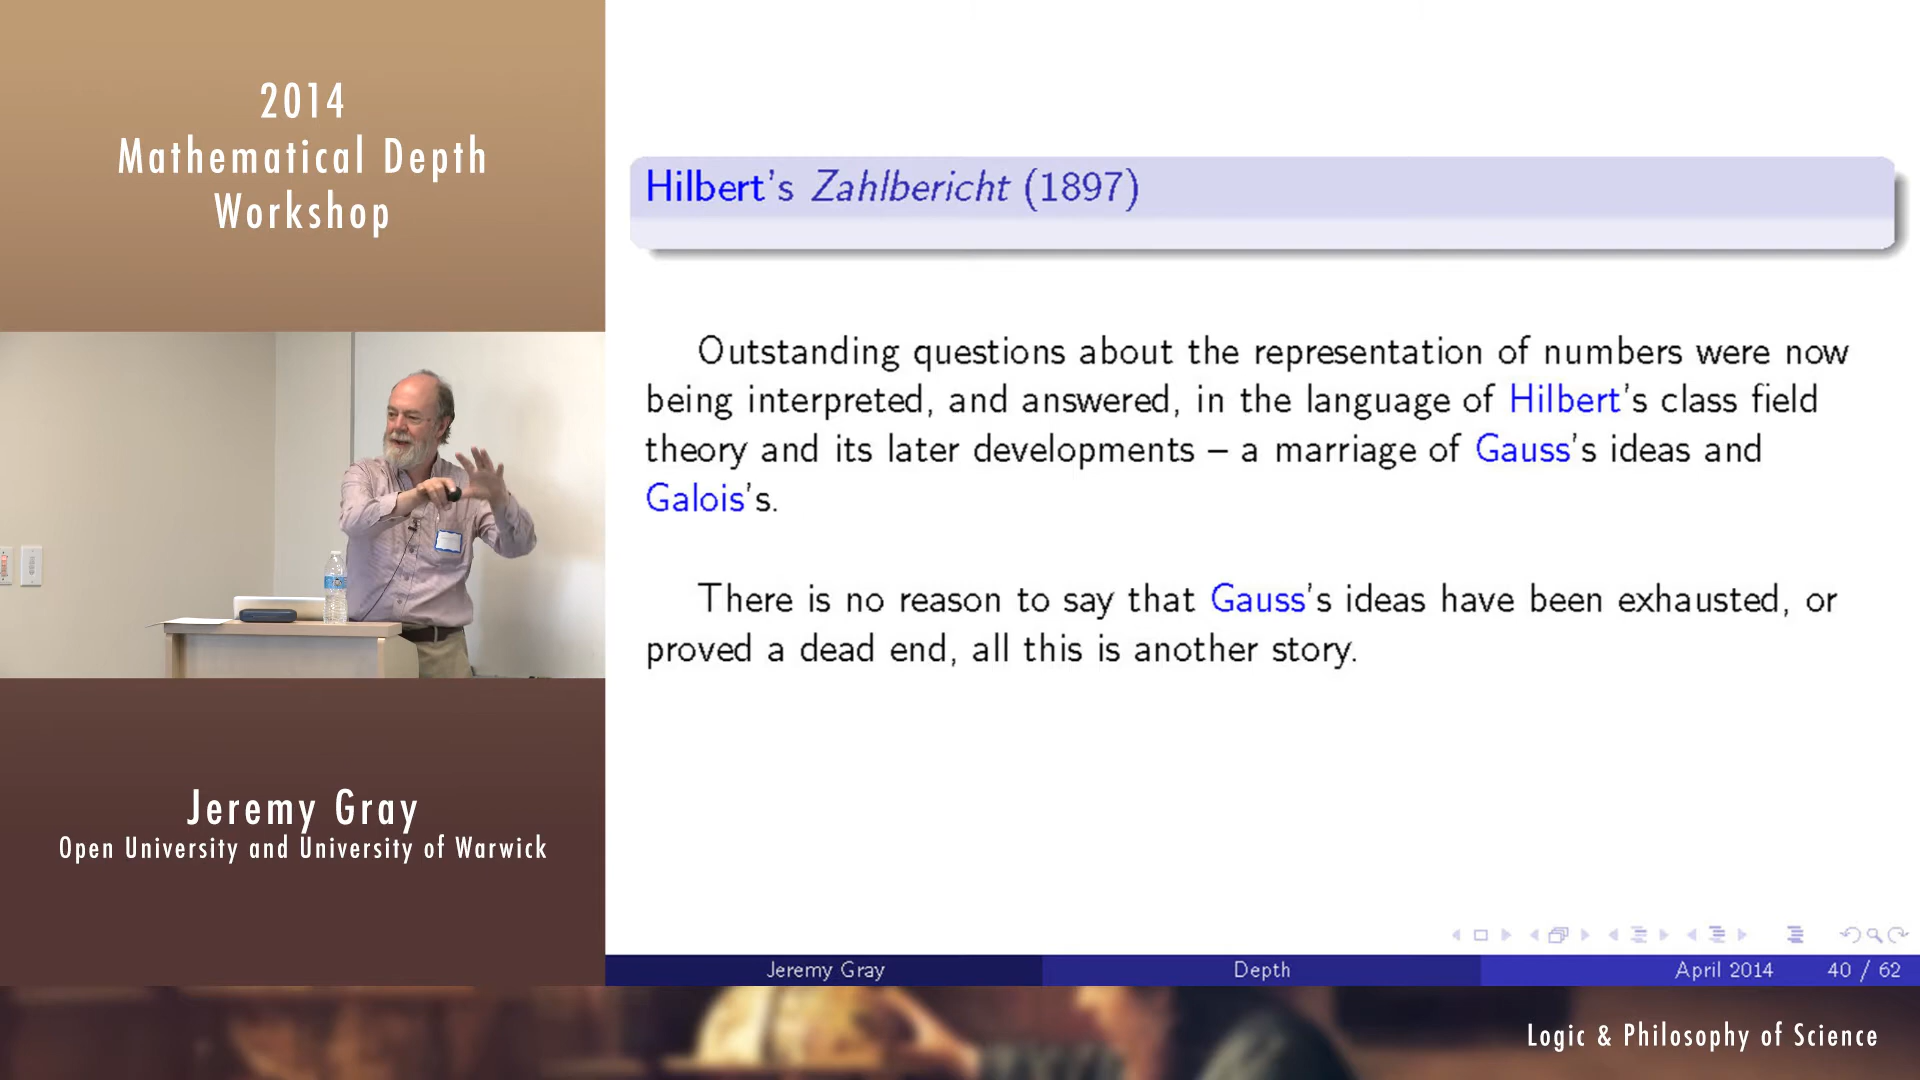 2014
Mathematical Depth
Workshop
Jeremy Gray
Open University and University of Warwick
Hilbert's Zahlbericht (1897)
Outstanding questions about the representation of numbers were now
being interpreted, and answered, in the language of Hilbert's class field
theory and its later developments – a marriage of Gauss's ideas and
Galois's.
There is no reason to say that Gauss's ideas have been exhausted, or
proved a dead end, all this is another story.
Jeremy Gray
Depth
April 2014
40 / 62
Logic & Philosophy of Science